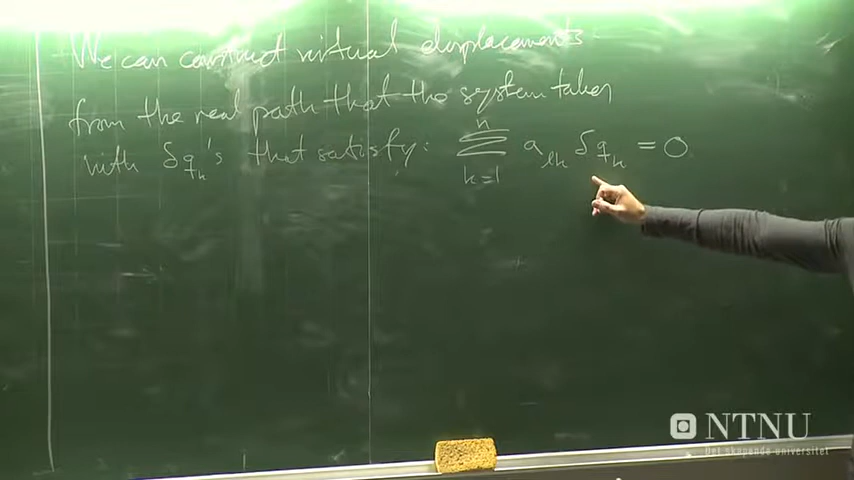 We can construct virtual displacements
from the real path that the system takes
with δq_k's that satisfy: ∑_{k=1}^{n} a_{lk} δq_k = 0
NTNU
Det skapende universitet